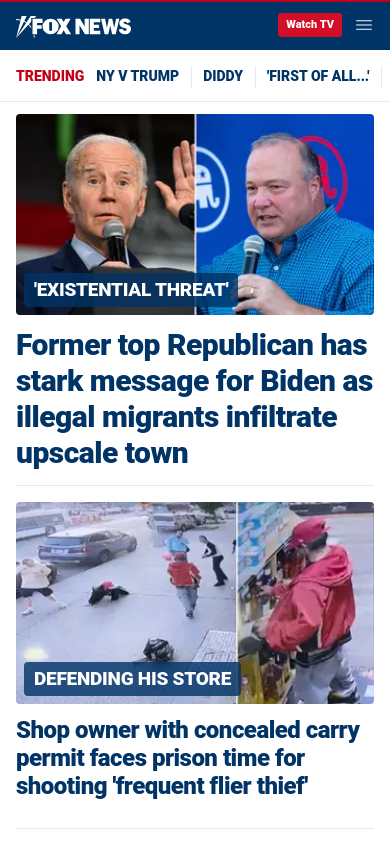 FOX NEWS
Watch TV
TRENDING NY V TRUMP DIDDY 'FIRST OF ALL...'
'EXISTENTIAL THREAT'
Former top Republican has
stark message for Biden as
illegal migrants infiltrate
upscale town
DEFENDING HIS STORE
Shop owner with concealed carry
permit faces prison time for
shooting 'frequent flier thief'